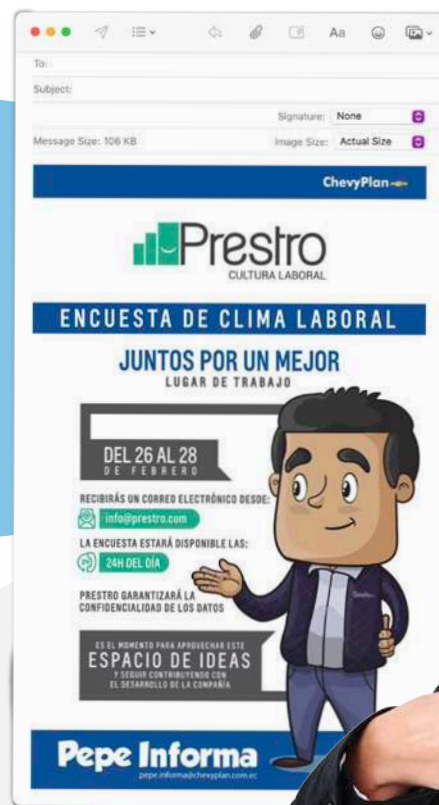 Aa
To:
Subject:
Signature: None
Message Size: 106 KB
Image Size: Actual Size
ChevyPlan
Prestro
CULTURA LABORAL
ENCUESTA DE CLIMA LABORAL
JUNTOS POR UN MEJOR
LUGAR DE TRABAJO
DEL 26 AL 28
DE FEBRERO
RECIBIRÁS UN CORREO ELECTRÓNICO DESDE:
info@prestro.com
LA ENCUESTA ESTARÁ DISPONIBLE LAS:
24H DEL DÍA
PRESTRO GARANTIZARÁ LA
CONFIDENCIALIDAD DE LOS DATOS
ES EL MOMENTO PARA APROVECHAR ESTE
ESPACIO DE IDEAS
Y SEGUIR CONTRIBUYENDO CON
EL DESARROLLO DE LA COMPAÑÍA
Pepe Informa
pepe.informa@chevyplan.com.ec